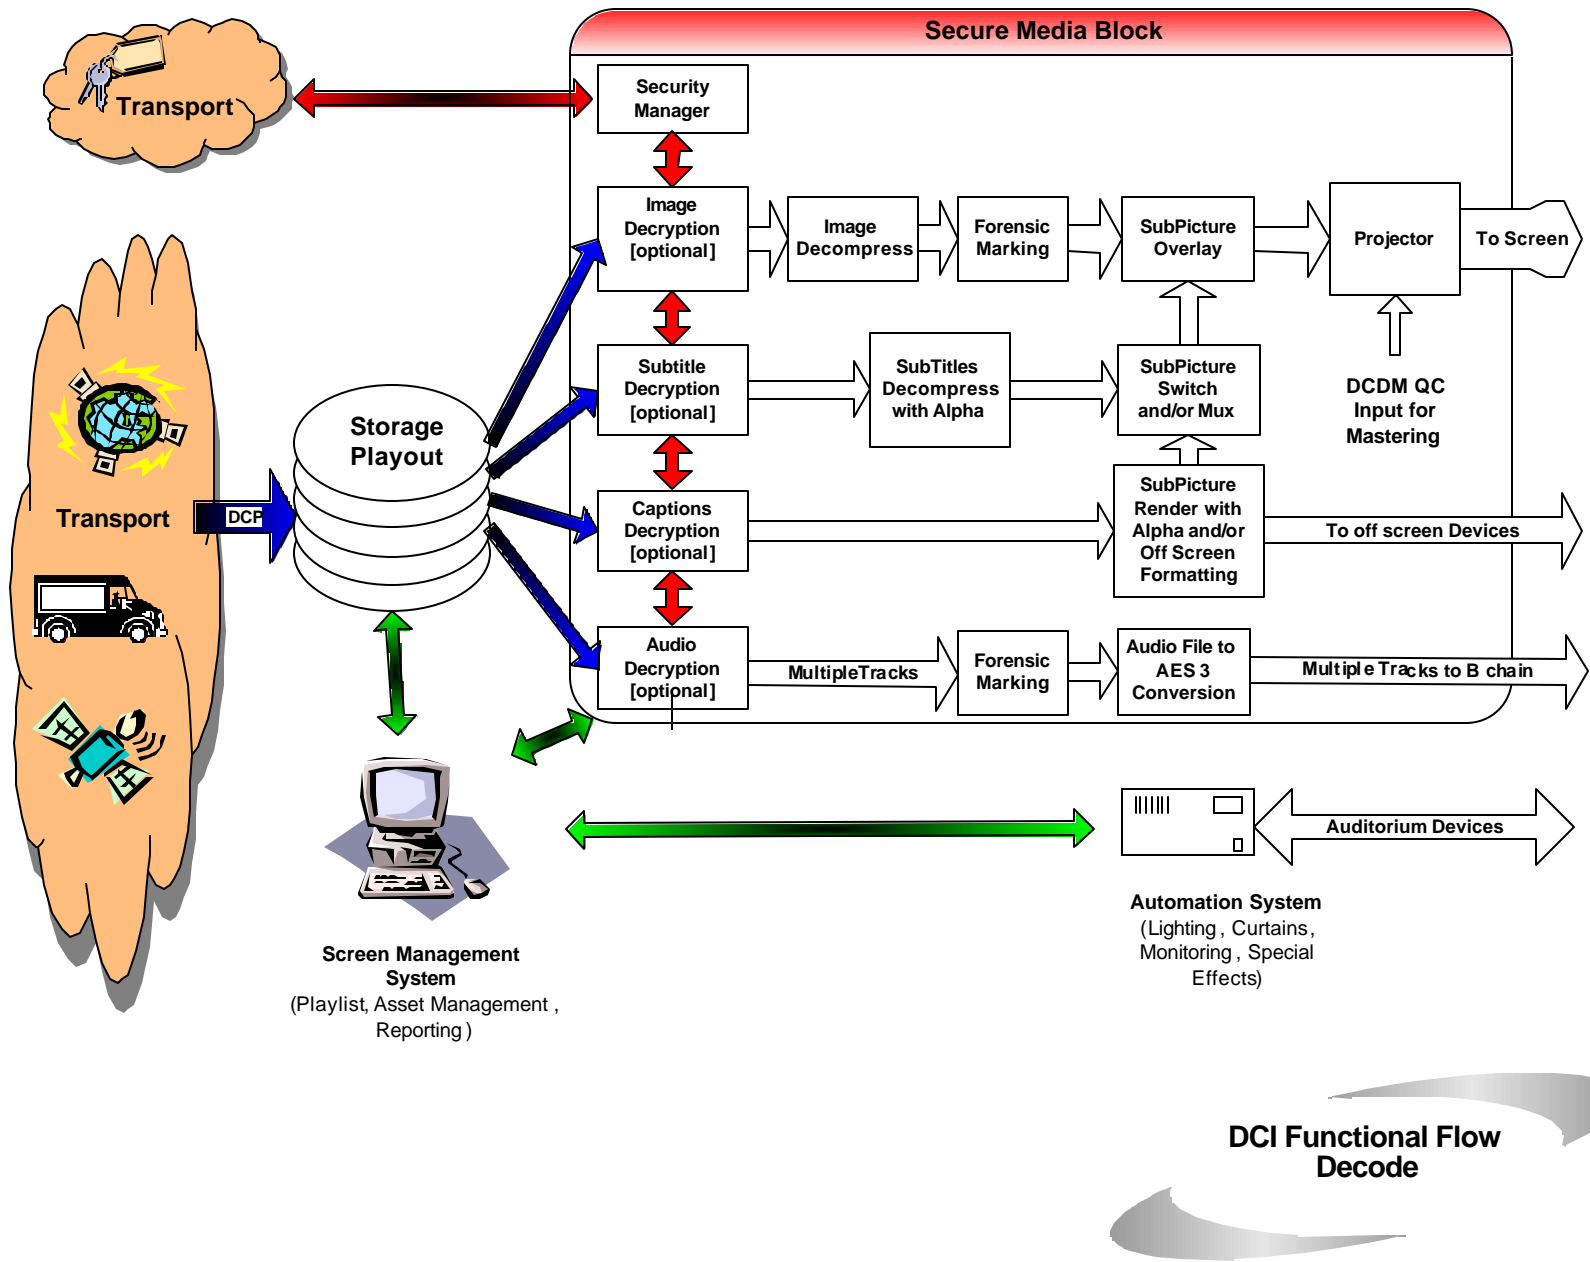 Secure Media Block
Transport
Security
Manager
Image
Decryption
[optional]
Image
Decompress
Forensic
Marking
SubPicture
Overlay
Projector
To Screen
Subtitle
Decryption
[optional]
SubTitles
Decompress
with Alpha
SubPicture
Switch
and/or Mux
DCDM QC
Input for
Mastering
Storage
Playout
Transport
DCP
Captions
Decryption
[optional]
SubPicture
Render with
Alpha and/or
Off Screen
Formatting
To off screen Devices
Audio
Decryption
[optional]
MultipleTracks
Forensic
Marking
Audio File to
AES 3
Conversion
Multiple Tracks to B chain
Auditorium Devices
Automation System
(Lighting, Curtains,
Monitoring, Special
Effects)
Screen Management
System
(Playlist, Asset Management,
Reporting)
DCI Functional Flow
Decode